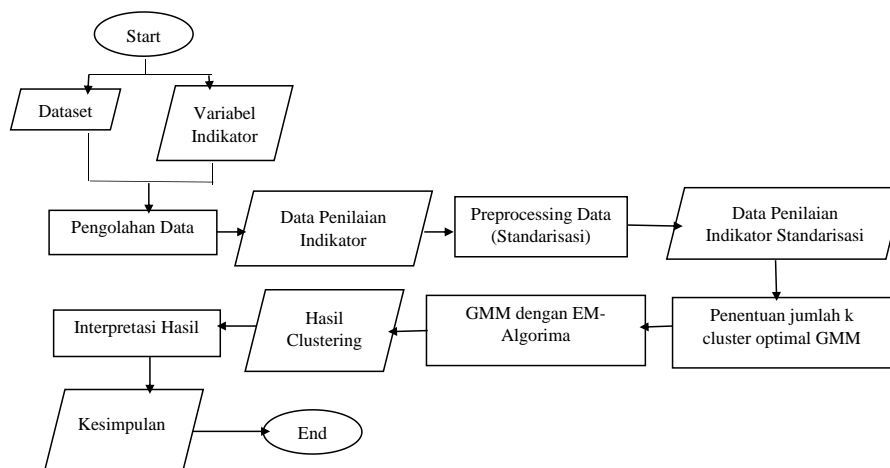 Start
Dataset
Variabel
Indikator
Pengolahan Data
Data Penilaian
Indikator
Preprocessing Data
(Standarisasi)
Data Penilaian
Indikator Standarisasi
Penentuan jumlah k
cluster optimal GMM
GMM dengan EM-
Algorima
Hasil
Clustering
Interpretasi Hasil
Kesimpulan
End